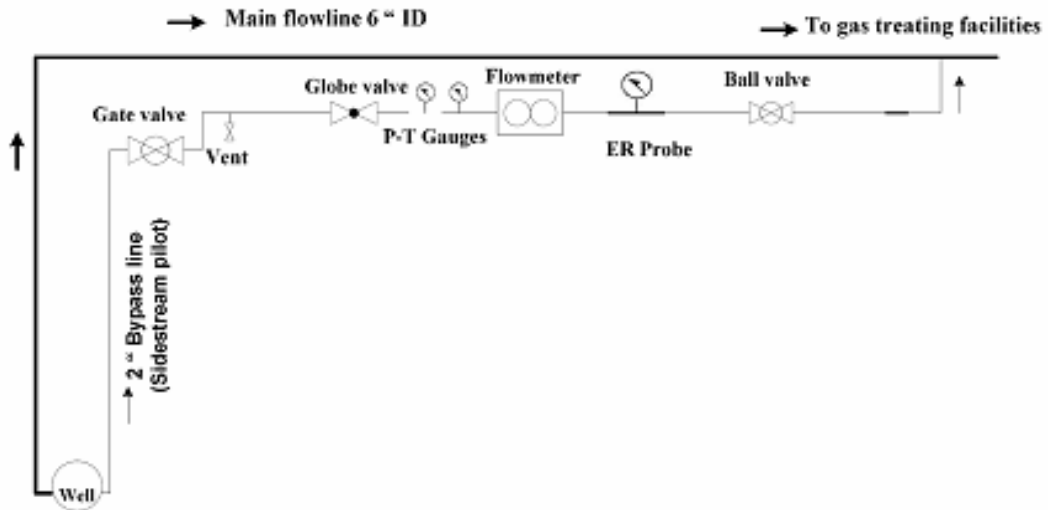 Main flowline 6 “ ID
To gas treating facilities
Flowmeter
Globe valve
Ball valve
Gate valve
P-T Gauges
Vent
ER Probe
2 “ Bypass line
(Sidestream pilot)
Well